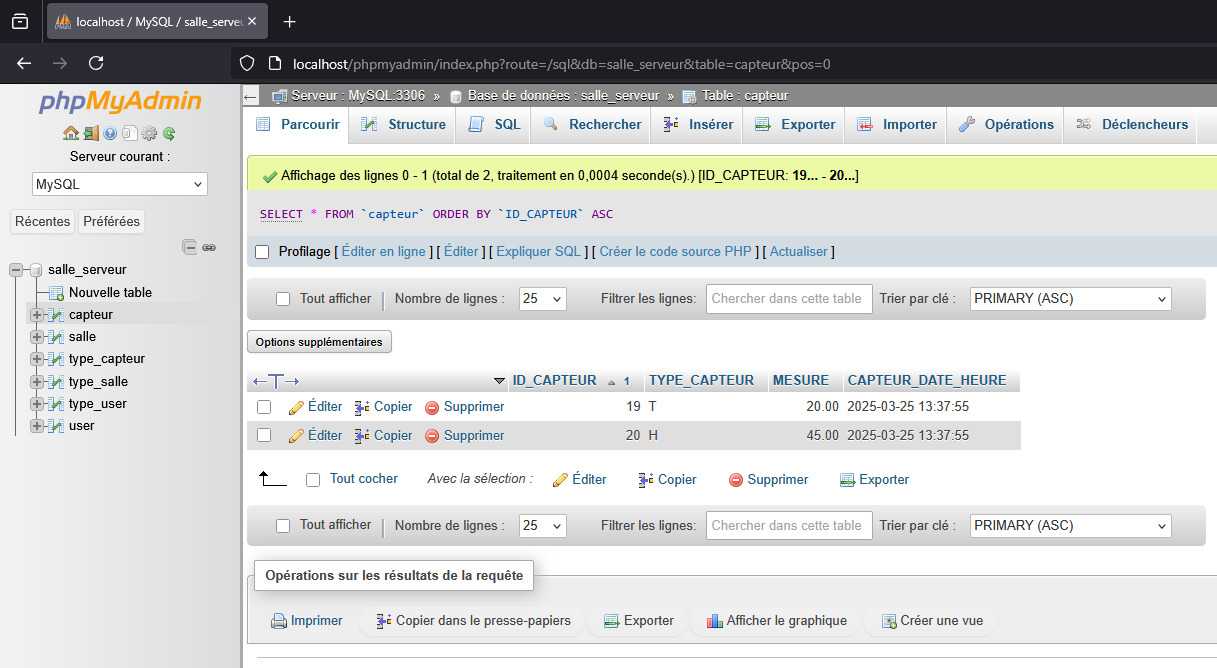 localhost / MySQL / salle_serveu
localhost/phpmyadmin/index.php?route=/sql&db=salle_serveur&table=capteur&pos=0
phpMyAdmin
Serveur courant :
MySQL
Récentes Préférées
salle_serveur
Nouvelle table
capteur
salle
type_capteur
type_salle
type_user
user
Serveur : MySQL:3306 » Base de données : salle_serveur » Table : capteur
Parcourir Structure SQL Rechercher Insérer Exporter Importer Opérations Déclencheurs
Affichage des lignes 0 - 1 (total de 2, traitement en 0,0004 seconde(s).) [ID_CAPTEUR: 19... - 20...]
SELECT * FROM `capteur` ORDER BY `ID_CAPTEUR` ASC
Profilage [ Éditer en ligne ] [ Éditer ] [ Expliquer SQL ] [ Créer le code source PHP ] [ Actualiser ]
Tout afficher Nombre de lignes : 25 Filtrer les lignes: Chercher dans cette table Trier par clé : PRIMARY (ASC)
Options supplémentaires
←T→ ID_CAPTEUR 1 TYPE_CAPTEUR MESURE CAPTEUR_DATE_HEURE
Éditer Copier Supprimer 19 T 20.00 2025-03-25 13:37:55
Éditer Copier Supprimer 20 H 45.00 2025-03-25 13:37:55
Tout cocher Avec la sélection : Éditer Copier Supprimer Exporter
Tout afficher Nombre de lignes : 25 Filtrer les lignes: Chercher dans cette table Trier par clé : PRIMARY (ASC)
Opérations sur les résultats de la requête
Imprimer Copier dans le presse-papiers Exporter Afficher le graphique Créer une vue